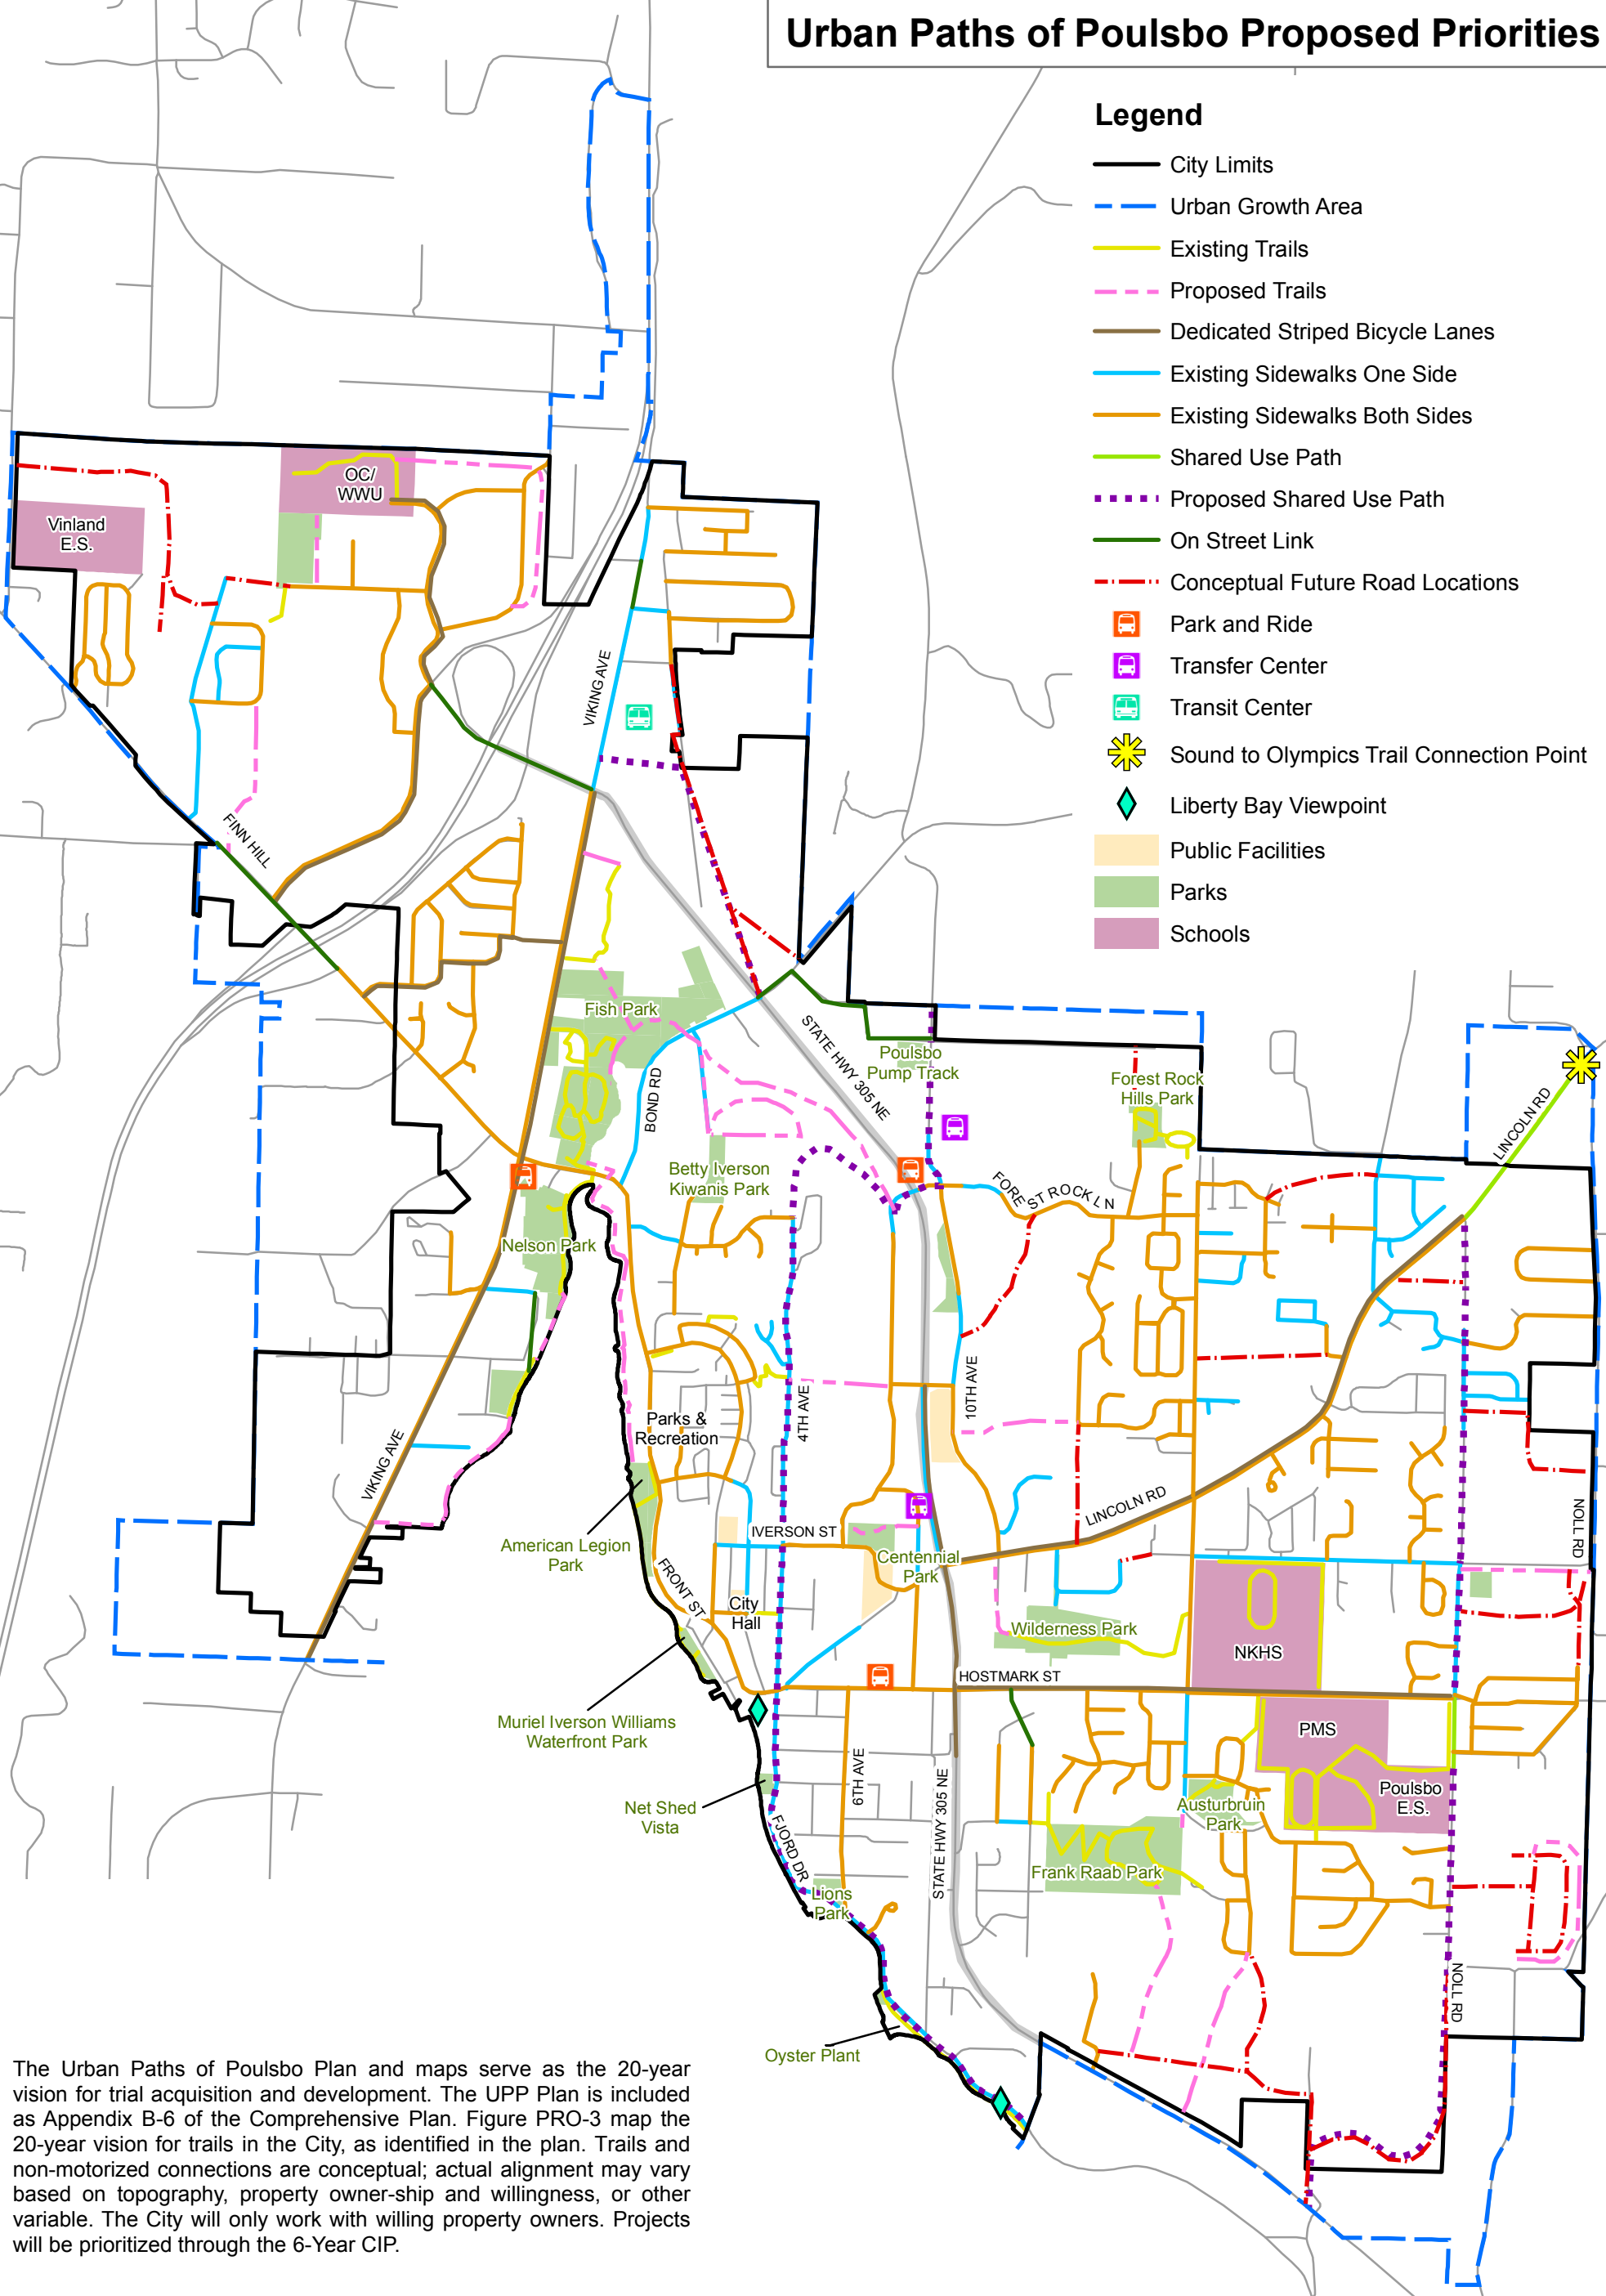 Urban Paths of Poulsbo Proposed Priorities
Legend
City Limits
Urban Growth Area
Existing Trails
Proposed Trails
Dedicated Striped Bicycle Lanes
Existing Sidewalks One Side
Existing Sidewalks Both Sides
Shared Use Path
Proposed Shared Use Path
On Street Link
Conceptual Future Road Locations
Park and Ride
Transfer Center
Transit Center
Sound to Olympics Trail Connection Point
Liberty Bay Viewpoint
Public Facilities
Parks
Schools
OC/
WWU
Vinland
E.S.
VIKING AVE
FINN HILL
Fish Park
STATE HWY 305 NE
Poulsbo
Pump Track
Forest Rock
Hills Park
LINCOLN RD
BOND RD
Betty Iverson
Kiwanis Park
FOREST ROCK LN
Nelson Park
10TH AVE
4TH AVE
Parks &
Recreation
VIKING AVE
LINCOLN RD
NOLL RD
IVERSON ST
American Legion
Park
Centennial
Park
FRONT ST
City
Hall
Wilderness Park
NKHS
HOSTMARK ST
Muriel Iverson Williams
Waterfront Park
PMS
6TH AVE
STATE HWY 305 NE
Poulsbo
E.S.
Net Shed
Vista
Austurbruin
Park
FJORD DR
Frank Raab Park
Lions
Park
NOLL RD
Oyster Plant
The Urban Paths of Poulsbo Plan and maps serve as the 20-year
vision for trial acquisition and development. The UPP Plan is included
as Appendix B-6 of the Comprehensive Plan. Figure PRO-3 map the
20-year vision for trails in the City, as identified in the plan. Trails and
non-motorized connections are conceptual; actual alignment may vary
based on topography, property owner-ship and willingness, or other
variable. The City will only work with willing property owners. Projects
will be prioritized through the 6-Year CIP.